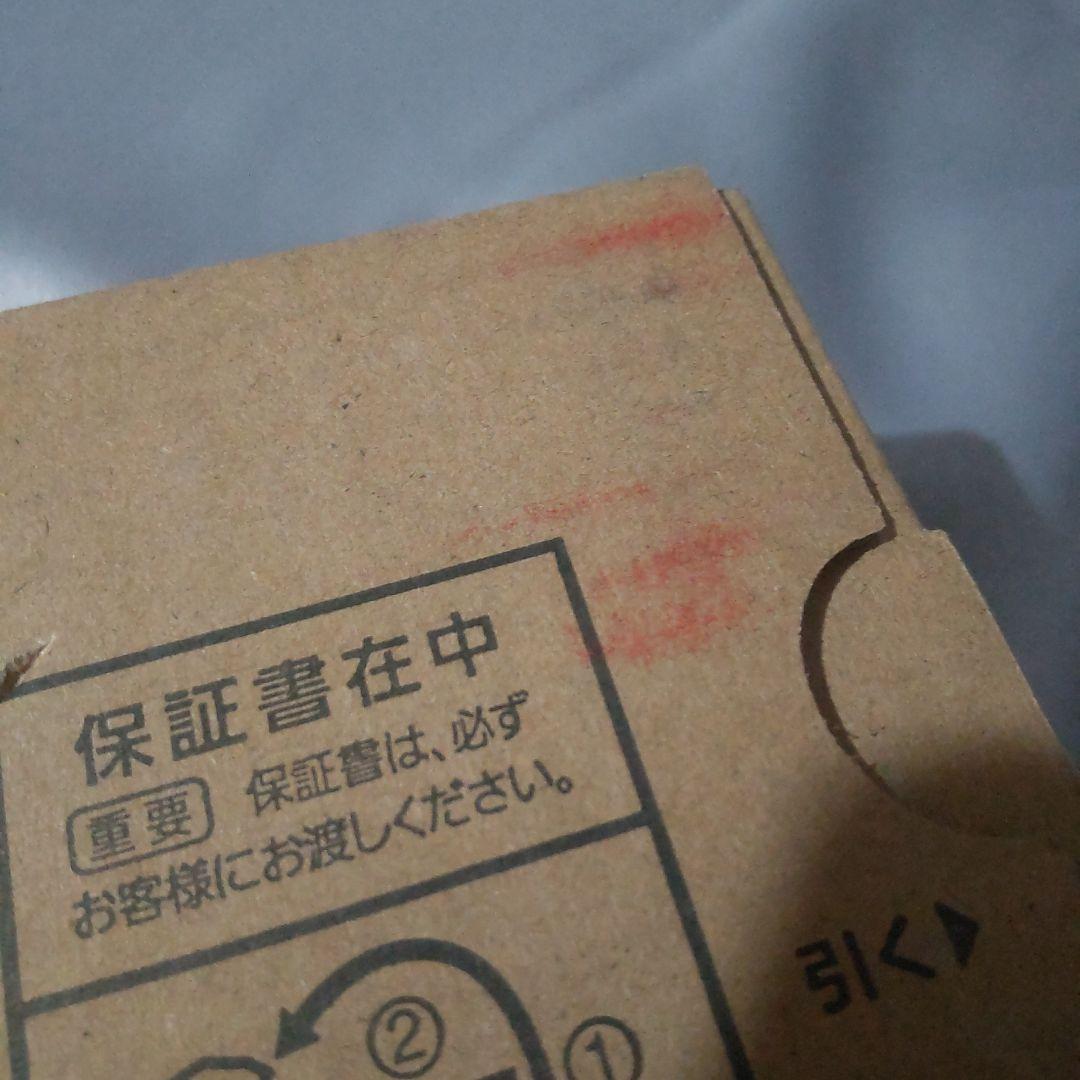 保証書在中
重要 保証書は、必ず
お客様にお渡しください。
引く▶
② ①